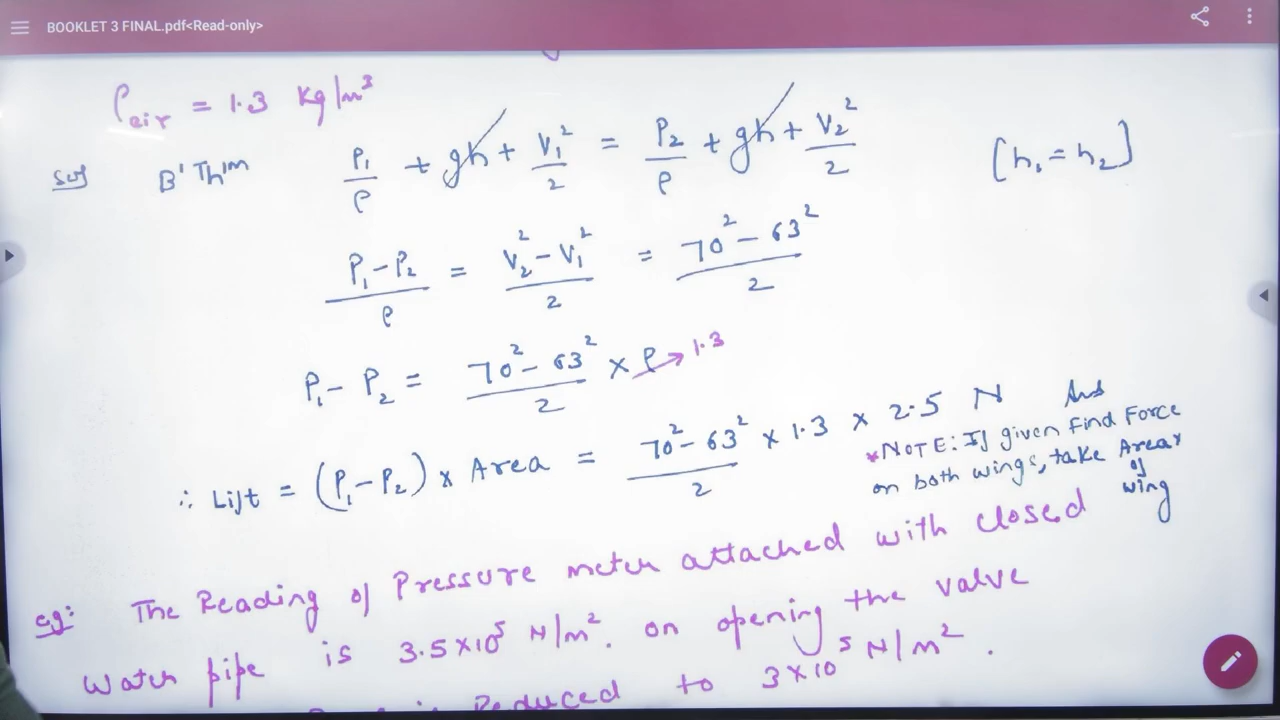 BOOKLET 3 FINAL.pdf<Read-only>
ρair = 1.3 kg/m³
Sol B' Th'm P₁/ρ + gh + V₁²/2 = P₂/ρ + gh + V₂²/2 [h₁ = h₂]
P₁-P₂/ρ = V₂²-V₁²/2 = 70²-63²/2
P₁-P₂ = 70²-63²/2 × ρ→1.3
∴ Lift = (P₁-P₂) × Area = 70²-63²/2 × 1.3 × 2.5 N Ans
*NOTE: If given Find Force
on both wings, take Area
of
wing
eg: The Reading of Pressure meter attached with closed
Water pipe is 3.5×10⁵ N/m². on opening the valve
Reduced to 3×10⁵ N/m².